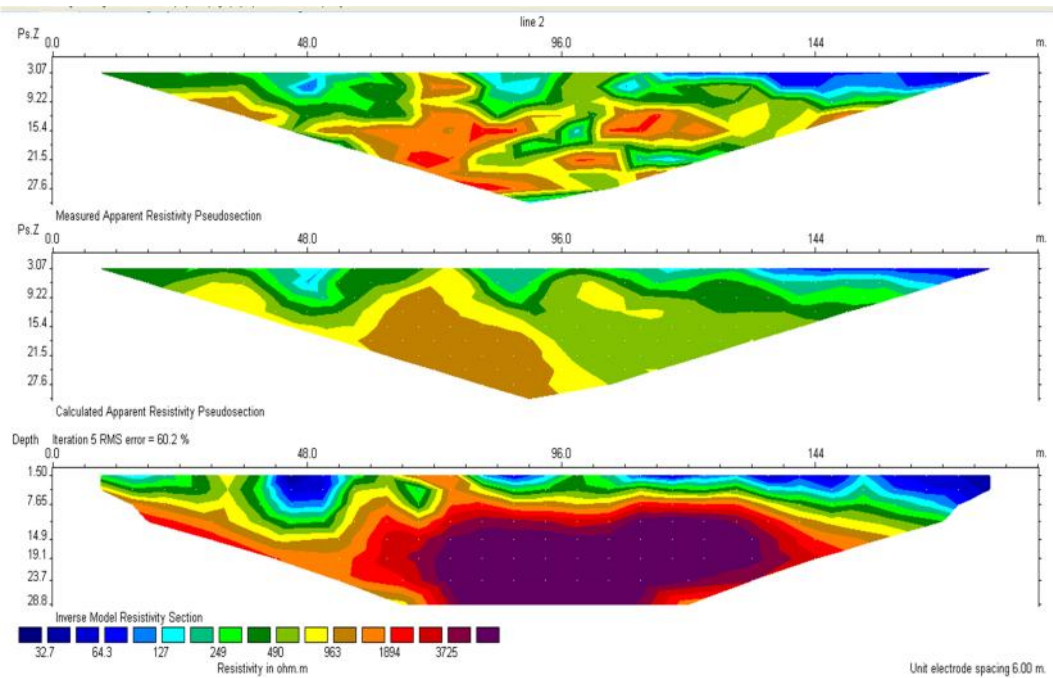 line 2
Ps.Z 0.0 48.0 96.0 144 m.
3.07
9.22
15.4
21.5
27.6
Measured Apparent Resistivity Pseudosection
Ps.Z 0.0 48.0 96.0 144 m.
3.07
9.22
15.4
21.5
27.6
Calculated Apparent Resistivity Pseudosection
Depth Iteration 5 RMS error = 60.2 %
0.0 48.0 96.0 144 m.
1.50
7.65
14.9
19.1
23.7
28.8
Inverse Model Resistivity Section
32.7 64.3 127 249 490 963 1894 3725
Resistivity in ohm.m
Unit electrode spacing 6.00 m.